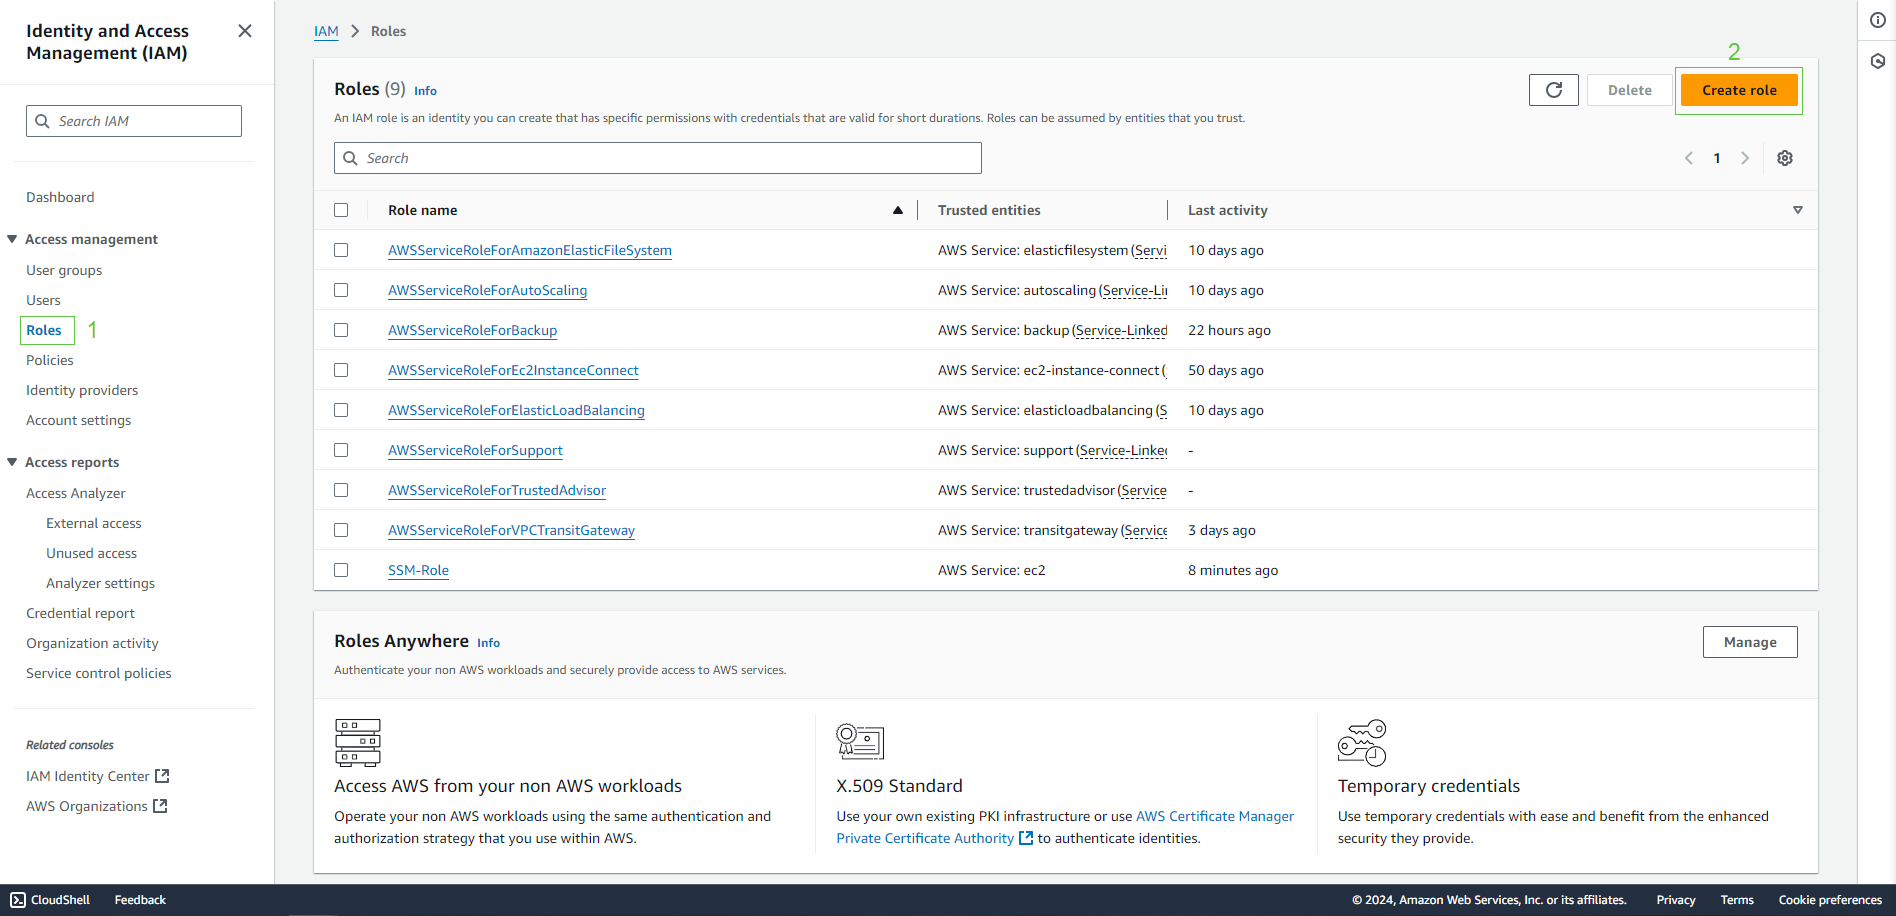 Identity and Access
Management (IAM)
Search IAM
Dashboard
Access management
User groups
Users
Roles
1
Policies
Identity providers
Account settings
Access reports
Access Analyzer
External access
Unused access
Analyzer settings
Credential report
Organization activity
Service control policies
Related consoles
IAM Identity Center
AWS Organizations
IAM > Roles
2
Roles (9) Info
Delete
Create role
An IAM role is an identity you can create that has specific permissions with credentials that are valid for short durations. Roles can be assumed by entities that you trust.
Search
1
Role name Trusted entities Last activity
AWSServiceRoleForAmazonElasticFileSystem AWS Service: elasticfilesystem (Servi 10 days ago
AWSServiceRoleForAutoScaling AWS Service: autoscaling (Service-Li 10 days ago
AWSServiceRoleForBackup AWS Service: backup (Service-Linked 22 hours ago
AWSServiceRoleForEc2InstanceConnect AWS Service: ec2-instance-connect ( 50 days ago
AWSServiceRoleForElasticLoadBalancing AWS Service: elasticloadbalancing (S 10 days ago
AWSServiceRoleForSupport AWS Service: support (Service-Linke -
AWSServiceRoleForTrustedAdvisor AWS Service: trustedadvisor (Service -
AWSServiceRoleForVPCTransitGateway AWS Service: transitgateway (Service 3 days ago
SSM-Role AWS Service: ec2 8 minutes ago
Roles Anywhere Info
Manage
Authenticate your non AWS workloads and securely provide access to AWS services.
Access AWS from your non AWS workloads
Operate your non AWS workloads using the same authentication and
authorization strategy that you use within AWS.
X.509 Standard
Use your own existing PKI infrastructure or use AWS Certificate Manager
Private Certificate Authority to authenticate identities.
Temporary credentials
Use temporary credentials with ease and benefit from the enhanced
security they provide.
CloudShell Feedback © 2024, Amazon Web Services, Inc. or its affiliates. Privacy Terms Cookie preferences